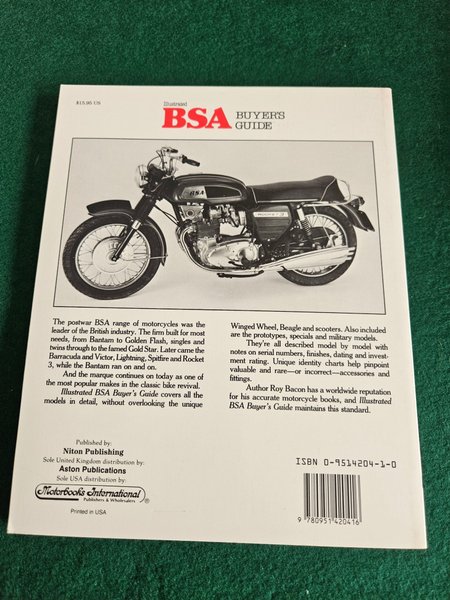 $15.95 US
Illustrated
BSA BUYER'S
GUIDE
BSA
ROCKET 3
The postwar BSA range of motorcycles was the
leader of the British industry. The firm built for most
needs, from Bantam to Golden Flash, singles and
twins through to the famed Gold Star. Later came the
Barracuda and Victor, Lightning, Spitfire and Rocket
3, while the Bantam ran on and on.
And the marque continues on today as one of
the most popular makes in the classic bike revival.
Illustrated BSA Buyer's Guide covers all the
models in detail, without overlooking the unique
Winged Wheel, Beagle and scooters. Also included
are the prototypes, specials and military models.
They're all described model by model with
notes on serial numbers, finishes, dating and invest-
ment rating. Unique identity charts help pinpoint
valuable and rare—or incorrect—accessories and
fittings.
Author Roy Bacon has a worldwide reputation
for his accurate motorcycle books, and Illustrated
BSA Buyer's Guide maintains this standard.
Published by:
Niton Publishing
Sole United Kingdom distribution by:
Aston Publications
Sole USA distribution by:
Motorbooks International
Publishers & Wholesalers ®
Printed in USA
ISBN 0-9514204-1-0
9 780951 420416